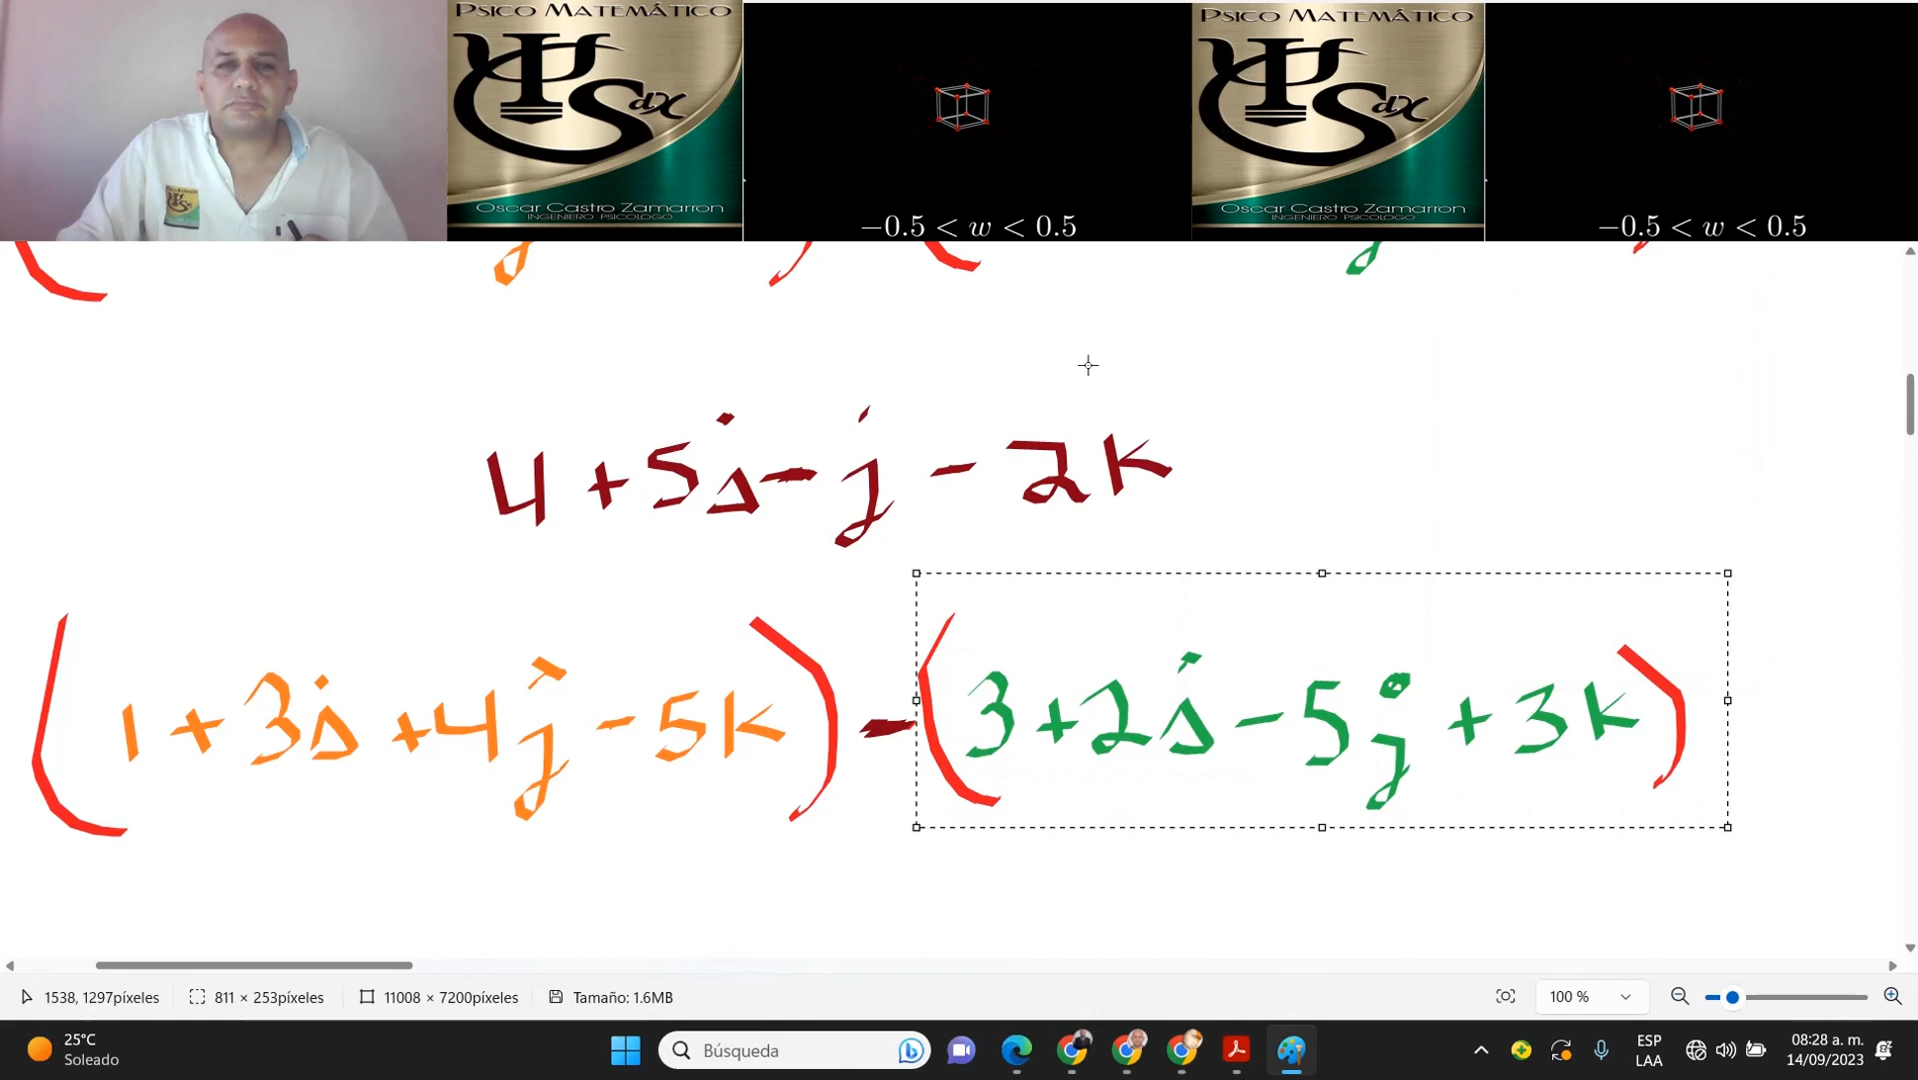 PSICO MATEMÁTICO
PSICO MATEMÁTICO
dx
dx
Oscar Castro Zamarron
INGENIERO PSICOLOGO
−0.5 < w < 0.5
Oscar Castro Zamarron
INGENIERO PSICOLOGO
−0.5 < w < 0.5
4 + 5i - j - 2k
(1 + 3i + 4j - 5k) - (3 + 2i - 5j + 3k)
1538, 1297píxeles
811 × 253píxeles
11008 × 7200píxeles
Tamaño: 1.6MB
100 %
25°C
Soleado
Búsqueda
ESP
LAA
08:28 a. m.
14/09/2023